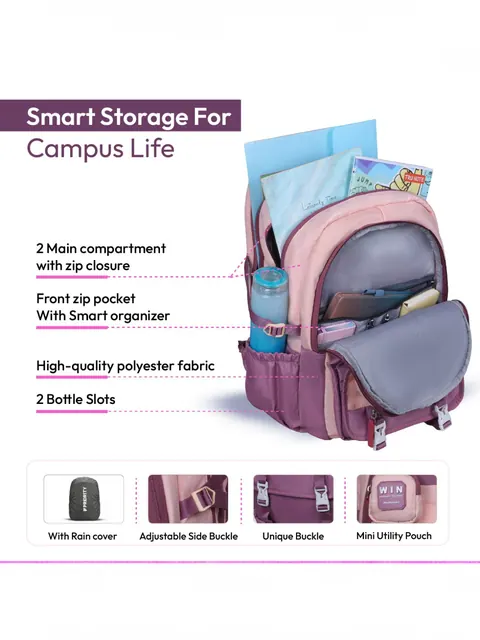 Smart Storage For
Campus Life
2 Main compartment
with zip closure
Front zip pocket
With Smart organizer
High-quality polyester fabric
2 Bottle Slots
With Rain cover
Adjustable Side Buckle
Unique Buckle
WIN
Mini Utility Pouch